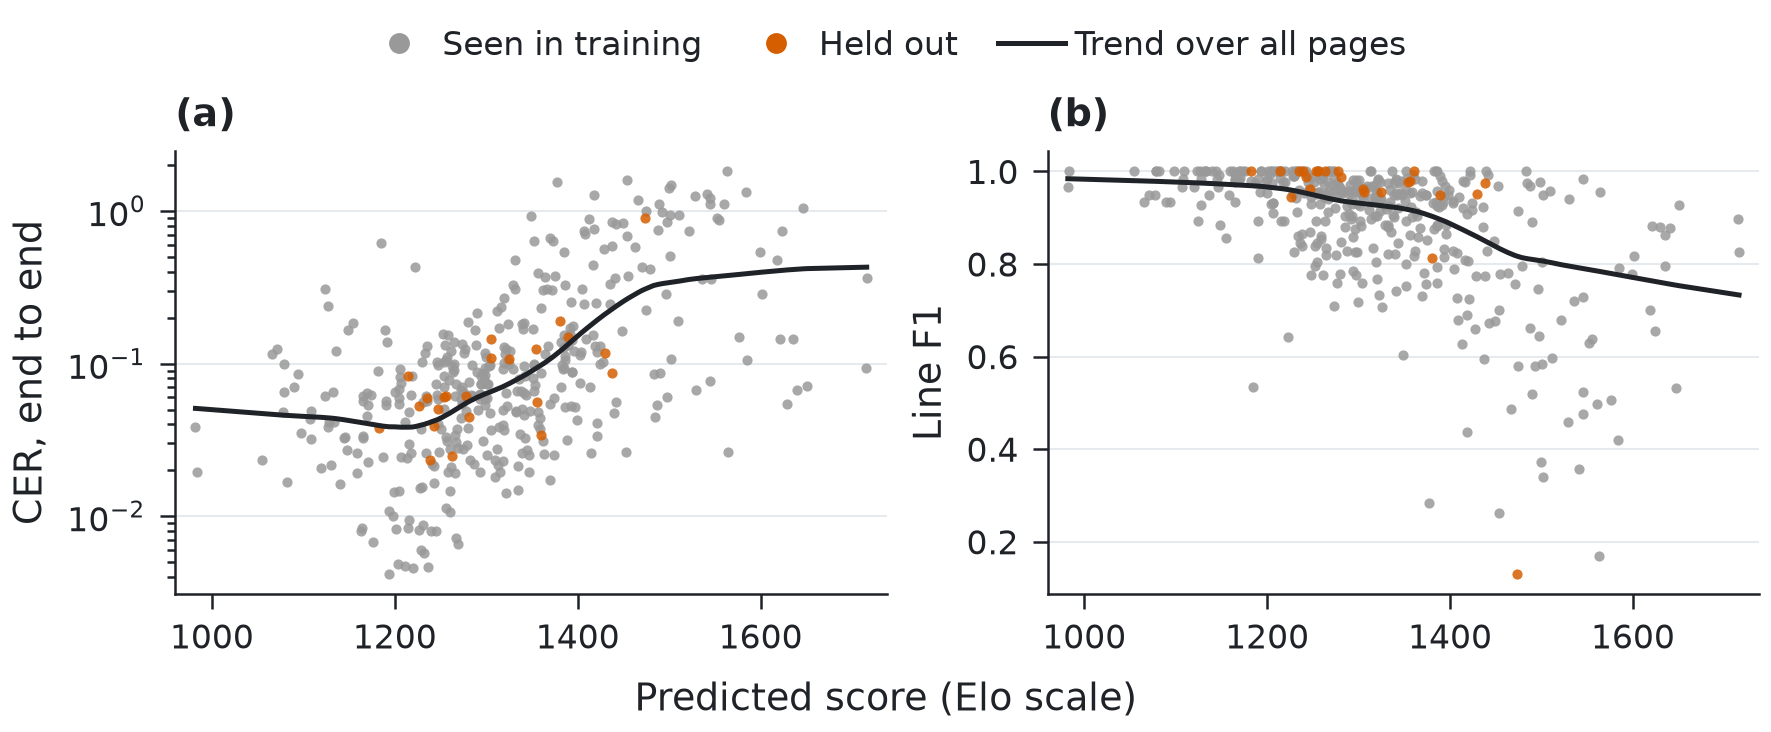 Seen in training Held out Trend over all pages
(a) (b)
CER, end to end
10⁰
10⁻¹
10⁻²
1000 1200 1400 1600
Line F1
1.0
0.8
0.6
0.4
0.2
1000 1200 1400 1600
Predicted score (Elo scale)